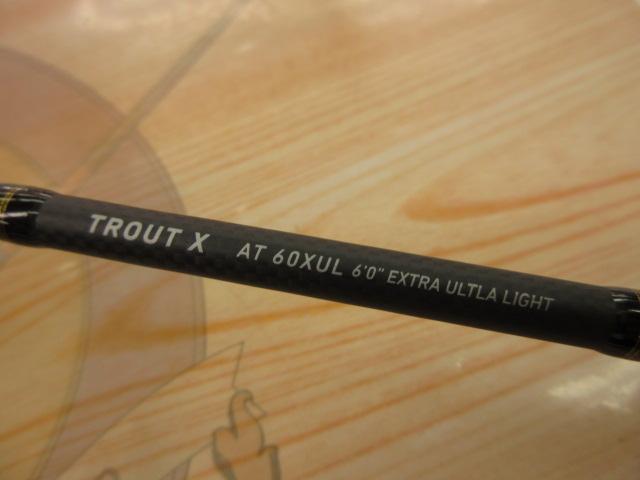 TROUT X AT 60XUL 6'0" EXTRA ULTLA LIGHT